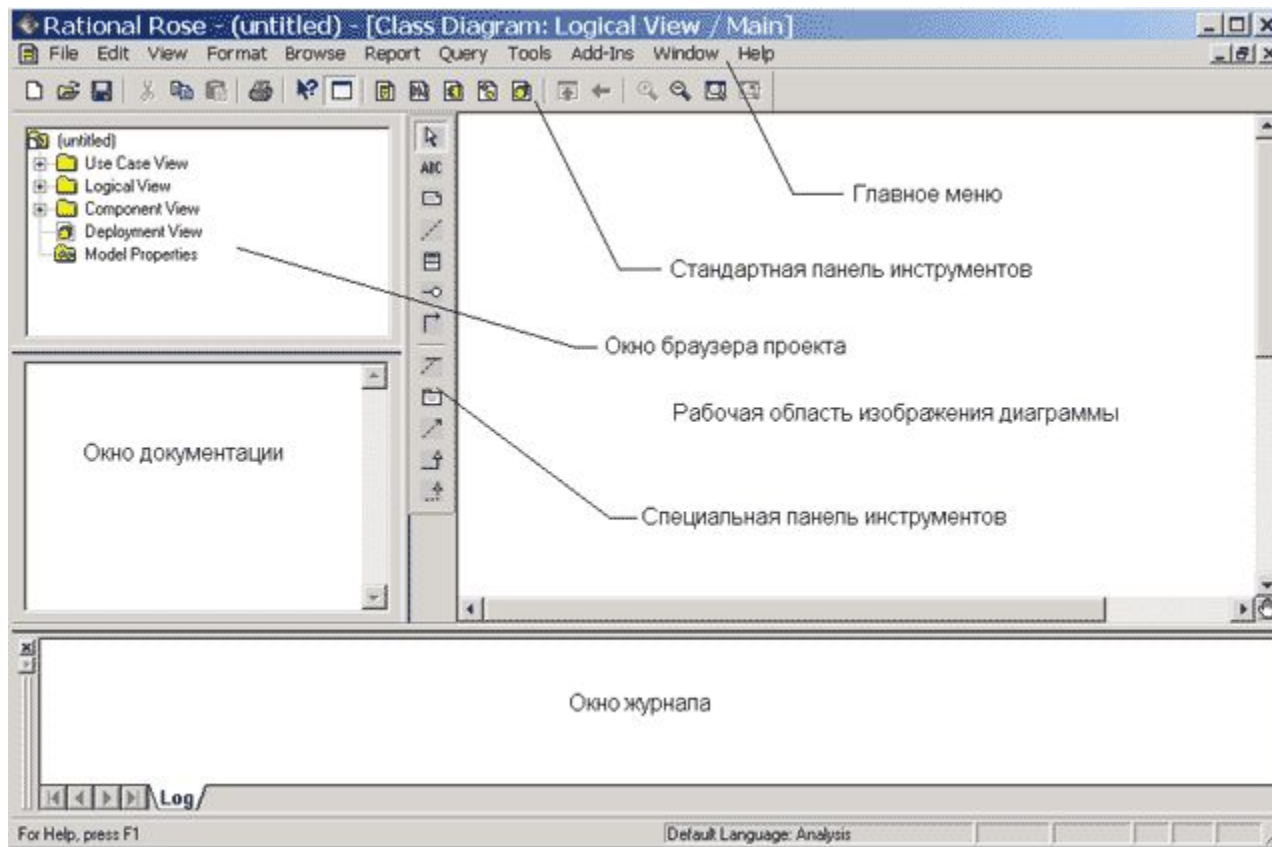 Rational Rose - (untitled) - [Class Diagram: Logical View / Main]
File Edit View Format Browse Report Query Tools Add-Ins Window Help
(untitled)
Use Case View
Logical View
Component View
Deployment View
Model Properties
ABC
Главное меню
Стандартная панель инструментов
Окно браузера проекта
Рабочая область изображения диаграммы
Окно документации
Специальная панель инструментов
Окно журнала
Log
For Help, press F1
Default Language: Analysis